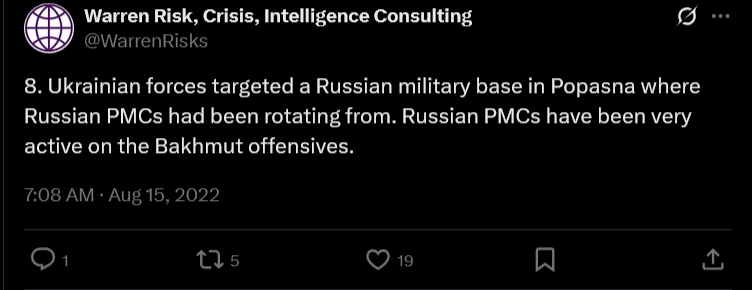 Warren Risk, Crisis, Intelligence Consulting
@WarrenRisks
8. Ukrainian forces targeted a Russian military base in Popasna where
Russian PMCs had been rotating from. Russian PMCs have been very
active on the Bakhmut offensives.
7:08 AM · Aug 15, 2022
1 5 19